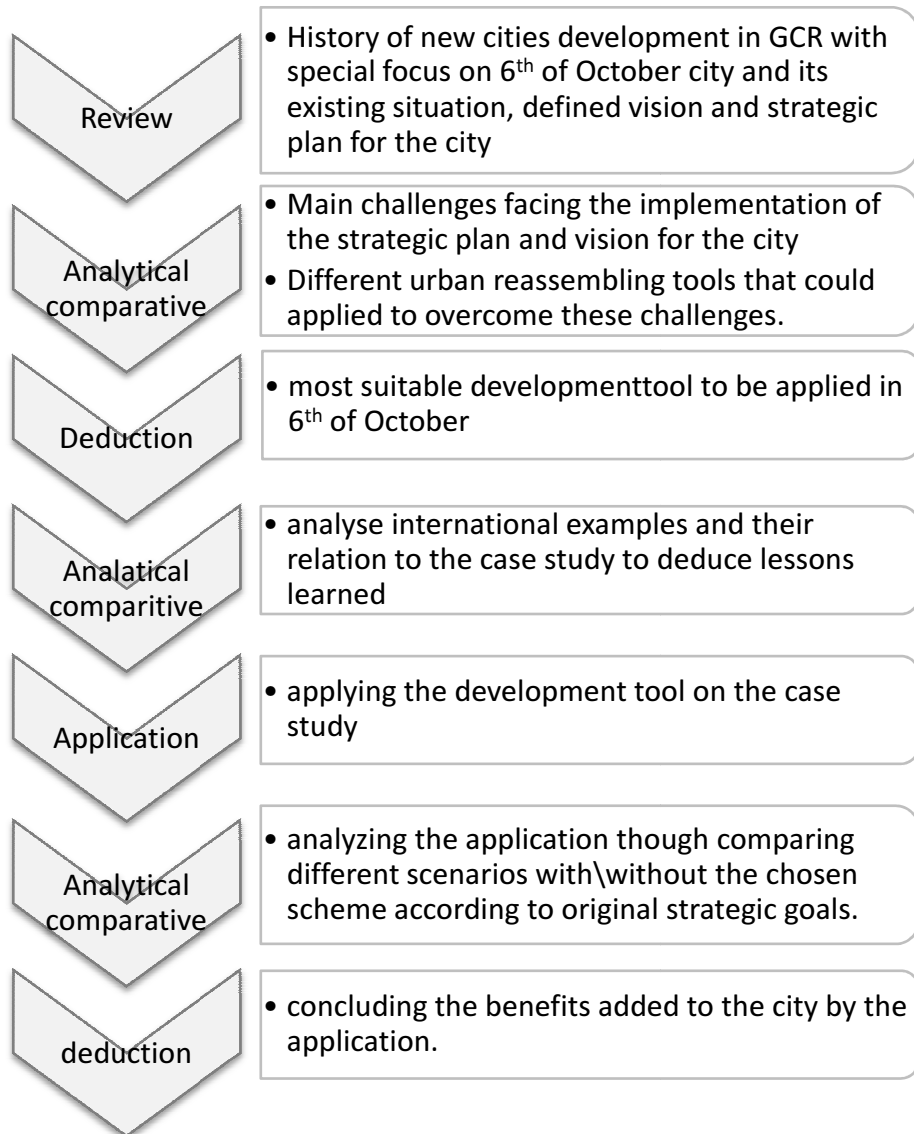 Review
• History of new cities development in GCR with
special focus on 6th of October city and its
existing situation, defined vision and strategic
plan for the city
Analytical
comparative
• Main challenges facing the implementation of
the strategic plan and vision for the city
• Different urban reassembling tools that could
applied to overcome these challenges.
Deduction
• most suitable developmenttool to be applied in
6th of October
Analatical
comparitive
• analyse international examples and their
relation to the case study to deduce lessons
learned
Application
• applying the development tool on the case
study
Analytical
comparative
• analyzing the application though comparing
different scenarios with\without the chosen
scheme according to original strategic goals.
deduction
• concluding the benefits added to the city by the
application.